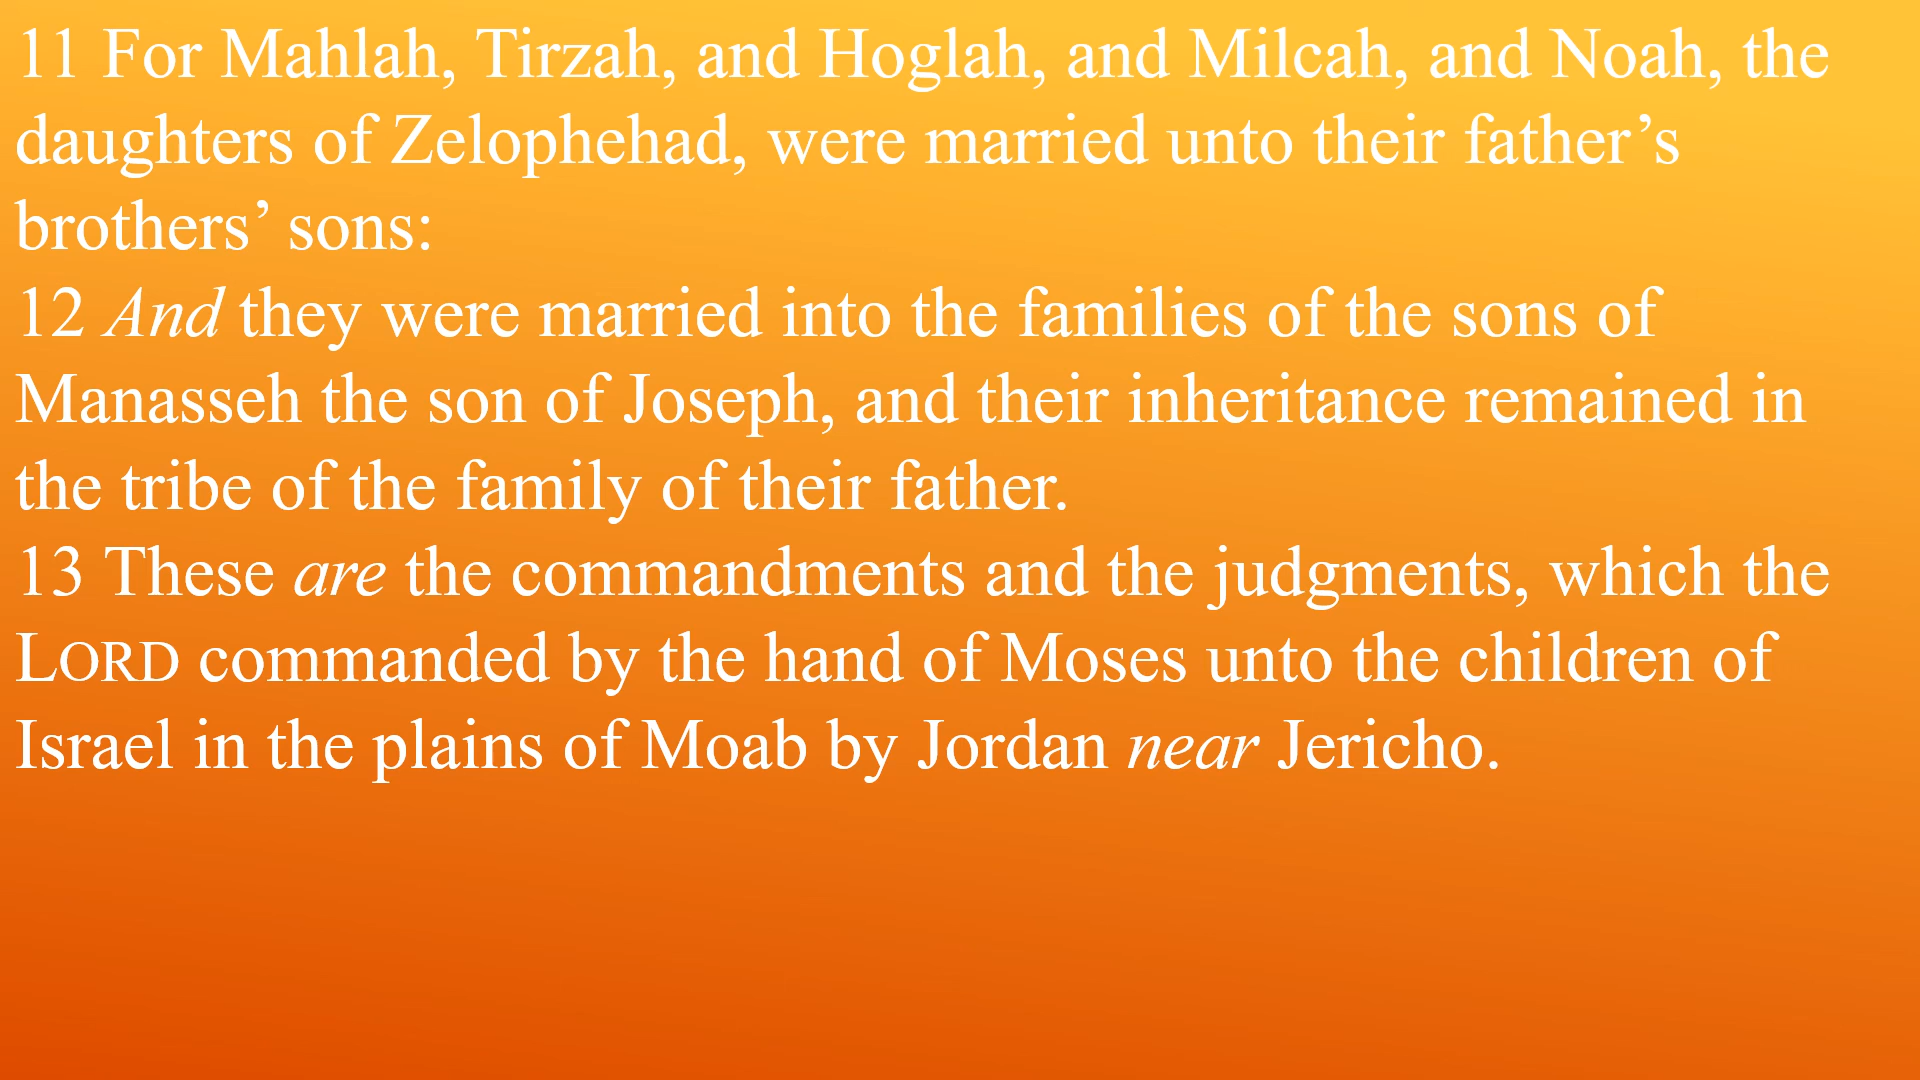 11 For Mahlah, Tirzah, and Hoglah, and Milcah, and Noah, the
daughters of Zelophehad, were married unto their father’s
brothers’ sons:
12 And they were married into the families of the sons of
Manasseh the son of Joseph, and their inheritance remained in
the tribe of the family of their father.
13 These are the commandments and the judgments, which the
LORD commanded by the hand of Moses unto the children of
Israel in the plains of Moab by Jordan near Jericho.